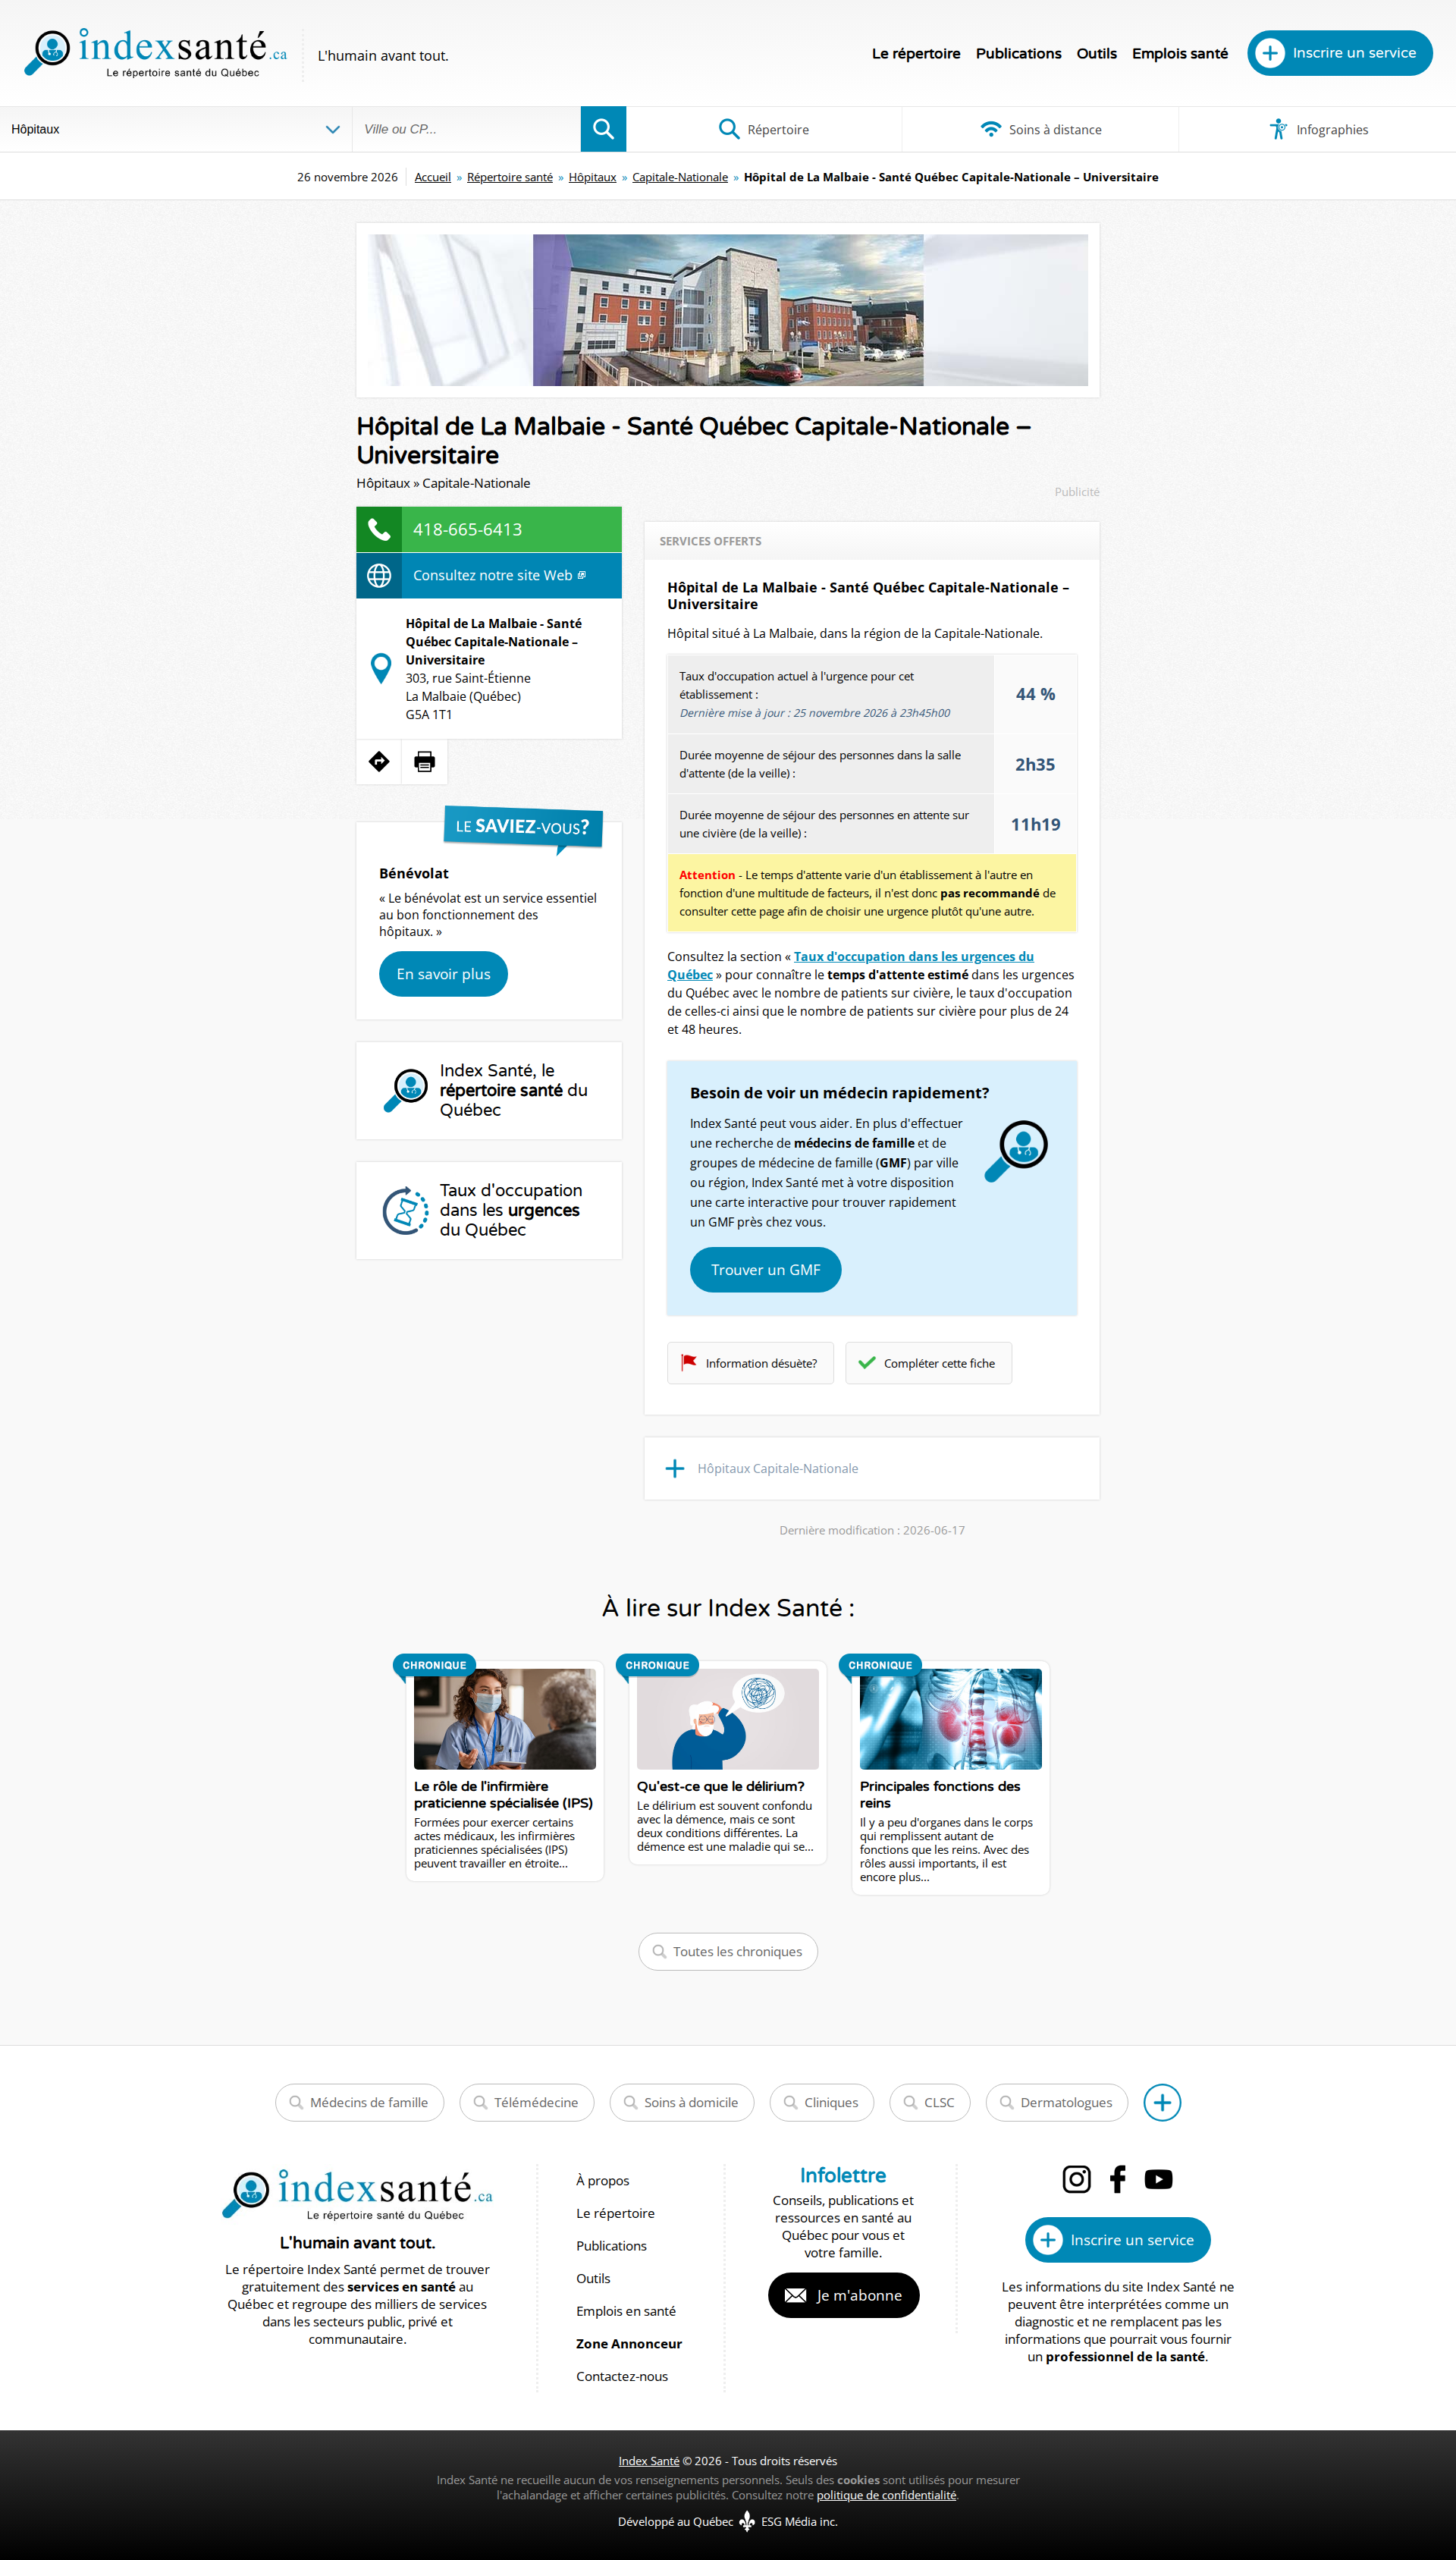 indexsanté.ca
Le répertoire santé du Québec
L'humain avant tout.
Le répertoire
Publications
Outils
Emplois santé
Inscrire un service
Hôpitaux
Ville ou CP...
Répertoire
Soins à distance
Infographies
26 novembre 2026
Accueil » Répertoire santé » Hôpitaux » Capitale-Nationale » Hôpital de La Malbaie - Santé Québec Capitale-Nationale – Universitaire
Hôpital de La Malbaie - Santé Québec Capitale-Nationale –
Universitaire
Hôpitaux » Capitale-Nationale
Publicité
418-665-6413
Consultez notre site Web
Hôpital de La Malbaie - Santé
Québec Capitale-Nationale –
Universitaire
303, rue Saint-Étienne
La Malbaie (Québec)
G5A 1T1
LE SAVIEZ-VOUS?
Bénévolat
« Le bénévolat est un service essentiel
au bon fonctionnement des
hôpitaux. »
En savoir plus
Index Santé, le
répertoire santé du
Québec
Taux d'occupation
dans les urgences
du Québec
SERVICES OFFERTS
Hôpital de La Malbaie - Santé Québec Capitale-Nationale –
Universitaire
Hôpital situé à La Malbaie, dans la région de la Capitale-Nationale.
Taux d'occupation actuel à l'urgence pour cet
établissement :
Dernière mise à jour : 25 novembre 2026 à 23h45h00
44 %
Durée moyenne de séjour des personnes dans la salle
d'attente (de la veille) :
2h35
Durée moyenne de séjour des personnes en attente sur
une civière (de la veille) :
11h19
Attention - Le temps d'attente varie d'un établissement à l'autre en
fonction d'une multitude de facteurs, il n'est donc pas recommandé de
consulter cette page afin de choisir une urgence plutôt qu'une autre.
Consultez la section « Taux d'occupation dans les urgences du
Québec » pour connaître le temps d'attente estimé dans les urgences
du Québec avec le nombre de patients sur civière, le taux d'occupation
de celles-ci ainsi que le nombre de patients sur civière pour plus de 24
et 48 heures.
Besoin de voir un médecin rapidement?
Index Santé peut vous aider. En plus d'effectuer
une recherche de médecins de famille et de
groupes de médecine de famille (GMF) par ville
ou région, Index Santé met à votre disposition
une carte interactive pour trouver rapidement
un GMF près chez vous.
Trouver un GMF
Information désuète?
Compléter cette fiche
Hôpitaux Capitale-Nationale
Dernière modification : 2026-06-17
À lire sur Index Santé :
CHRONIQUE
Le rôle de l'infirmière
praticienne spécialisée (IPS)
Formées pour exercer certains
actes médicaux, les infirmières
praticiennes spécialisées (IPS)
peuvent travailler en étroite...
CHRONIQUE
Qu'est-ce que le délirium?
Le délirium est souvent confondu
avec la démence, mais ce sont
deux conditions différentes. La
démence est une maladie qui se...
CHRONIQUE
Principales fonctions des
reins
Il y a peu d'organes dans le corps
qui remplissent autant de
fonctions que les reins. Avec des
rôles aussi importants, il est
encore plus...
Toutes les chroniques
Médecins de famille
Télémédecine
Soins à domicile
Cliniques
CLSC
Dermatologues
indexsanté.ca
Le répertoire santé du Québec
L'humain avant tout.
Le répertoire Index Santé permet de trouver
gratuitement des services en santé au
Québec et regroupe des milliers de services
dans les secteurs public, privé et
communautaire.
À propos
Le répertoire
Publications
Outils
Emplois en santé
Zone Annonceur
Contactez-nous
Infolettre
Conseils, publications et
ressources en santé au
Québec pour vous et
votre famille.
Je m'abonne
Inscrire un service
Les informations du site Index Santé ne
peuvent être interprétées comme un
diagnostic et ne remplacent pas les
informations que pourrait vous fournir
un professionnel de la santé.
Index Santé © 2026 - Tous droits réservés
Index Santé ne recueille aucun de vos renseignements personnels. Seuls des cookies sont utilisés pour mesurer
l'achalandage et afficher certaines publicités. Consultez notre politique de confidentialité.
Développé au Québec ESG Média inc.